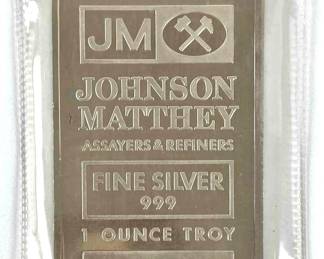 JM
JOHNSON
MATTHEY
ASSAYERS & REFINERS
FINE SILVER
999
1 OUNCE TROY